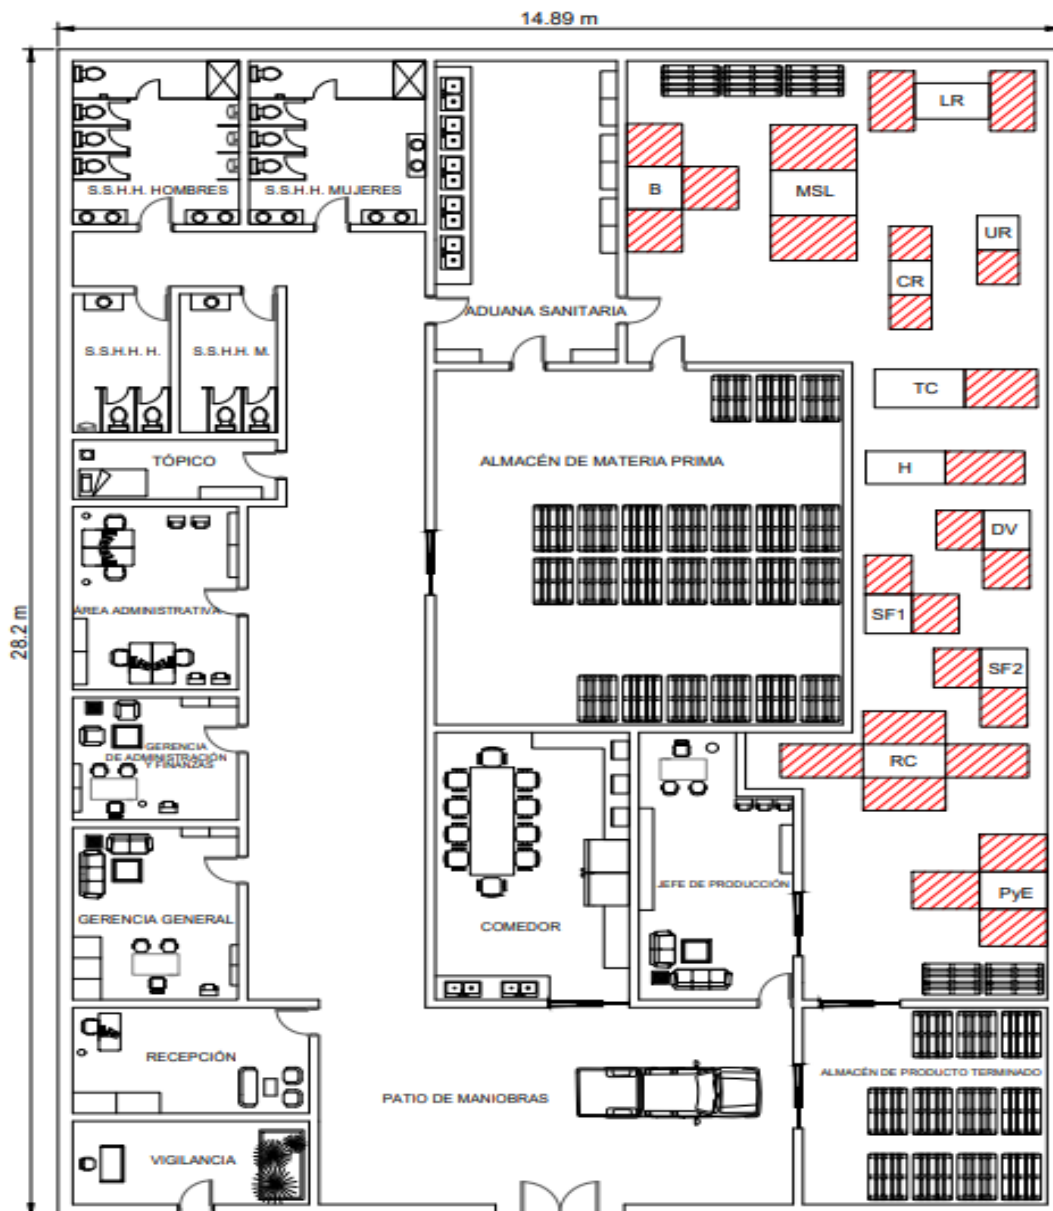 14.89 m
28.2 m
LR
B
MSL
S.S.H.H. HOMBRES
S.S.H.H. MUJERES
UR
CR
ADUANA SANITARIA
S.S.H.H. H.
S.S.H.H. M.
TC
TÓPICO
ALMACÉN DE MATERIA PRIMA
H
DV
ÁREA ADMINISTRATIVA
SF1
SF2
GERENCIA
DE ADMINISTRACIÓN
Y FINANZAS
RC
JEFE DE PRODUCCIÓN
PyE
GERENCIA GENERAL
COMEDOR
RECEPCIÓN
ALMACÉN DE PRODUCTO TERMINADO
PATIO DE MANIOBRAS
VIGILANCIA